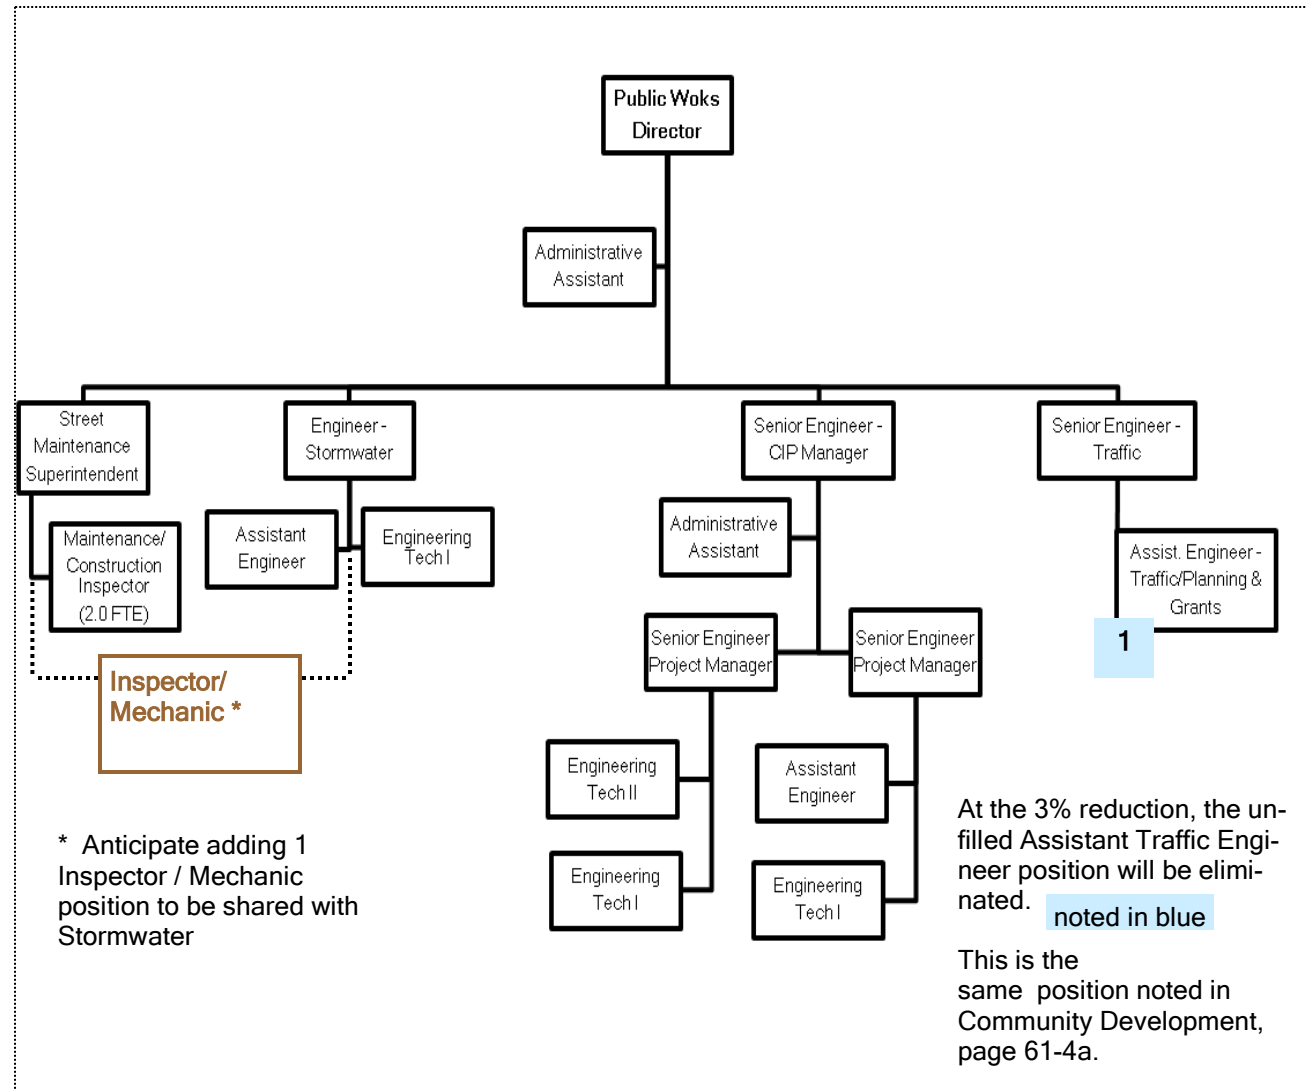 Public Woks
Director
Administrative
Assistant
Street
Maintenance
Superintendent
Engineer -
Stormwater
Senior Engineer -
CIP Manager
Senior Engineer -
Traffic
Maintenance/
Construction
Inspector
(2.0 FTE)
Assistant
Engineer
Engineering
Tech I
Administrative
Assistant
Assist. Engineer -
Traffic/Planning &
Grants
1
Senior Engineer
Project Manager
Senior Engineer
Project Manager
Inspector/
Mechanic *
Engineering
Tech II
Assistant
Engineer
Engineering
Tech I
Engineering
Tech I
* Anticipate adding 1
Inspector / Mechanic
position to be shared with
Stormwater
At the 3% reduction, the un-
filled Assistant Traffic Engi-
neer position will be elimi-
nated.
noted in blue
This is the
same position noted in
Community Development,
page 61-4a.